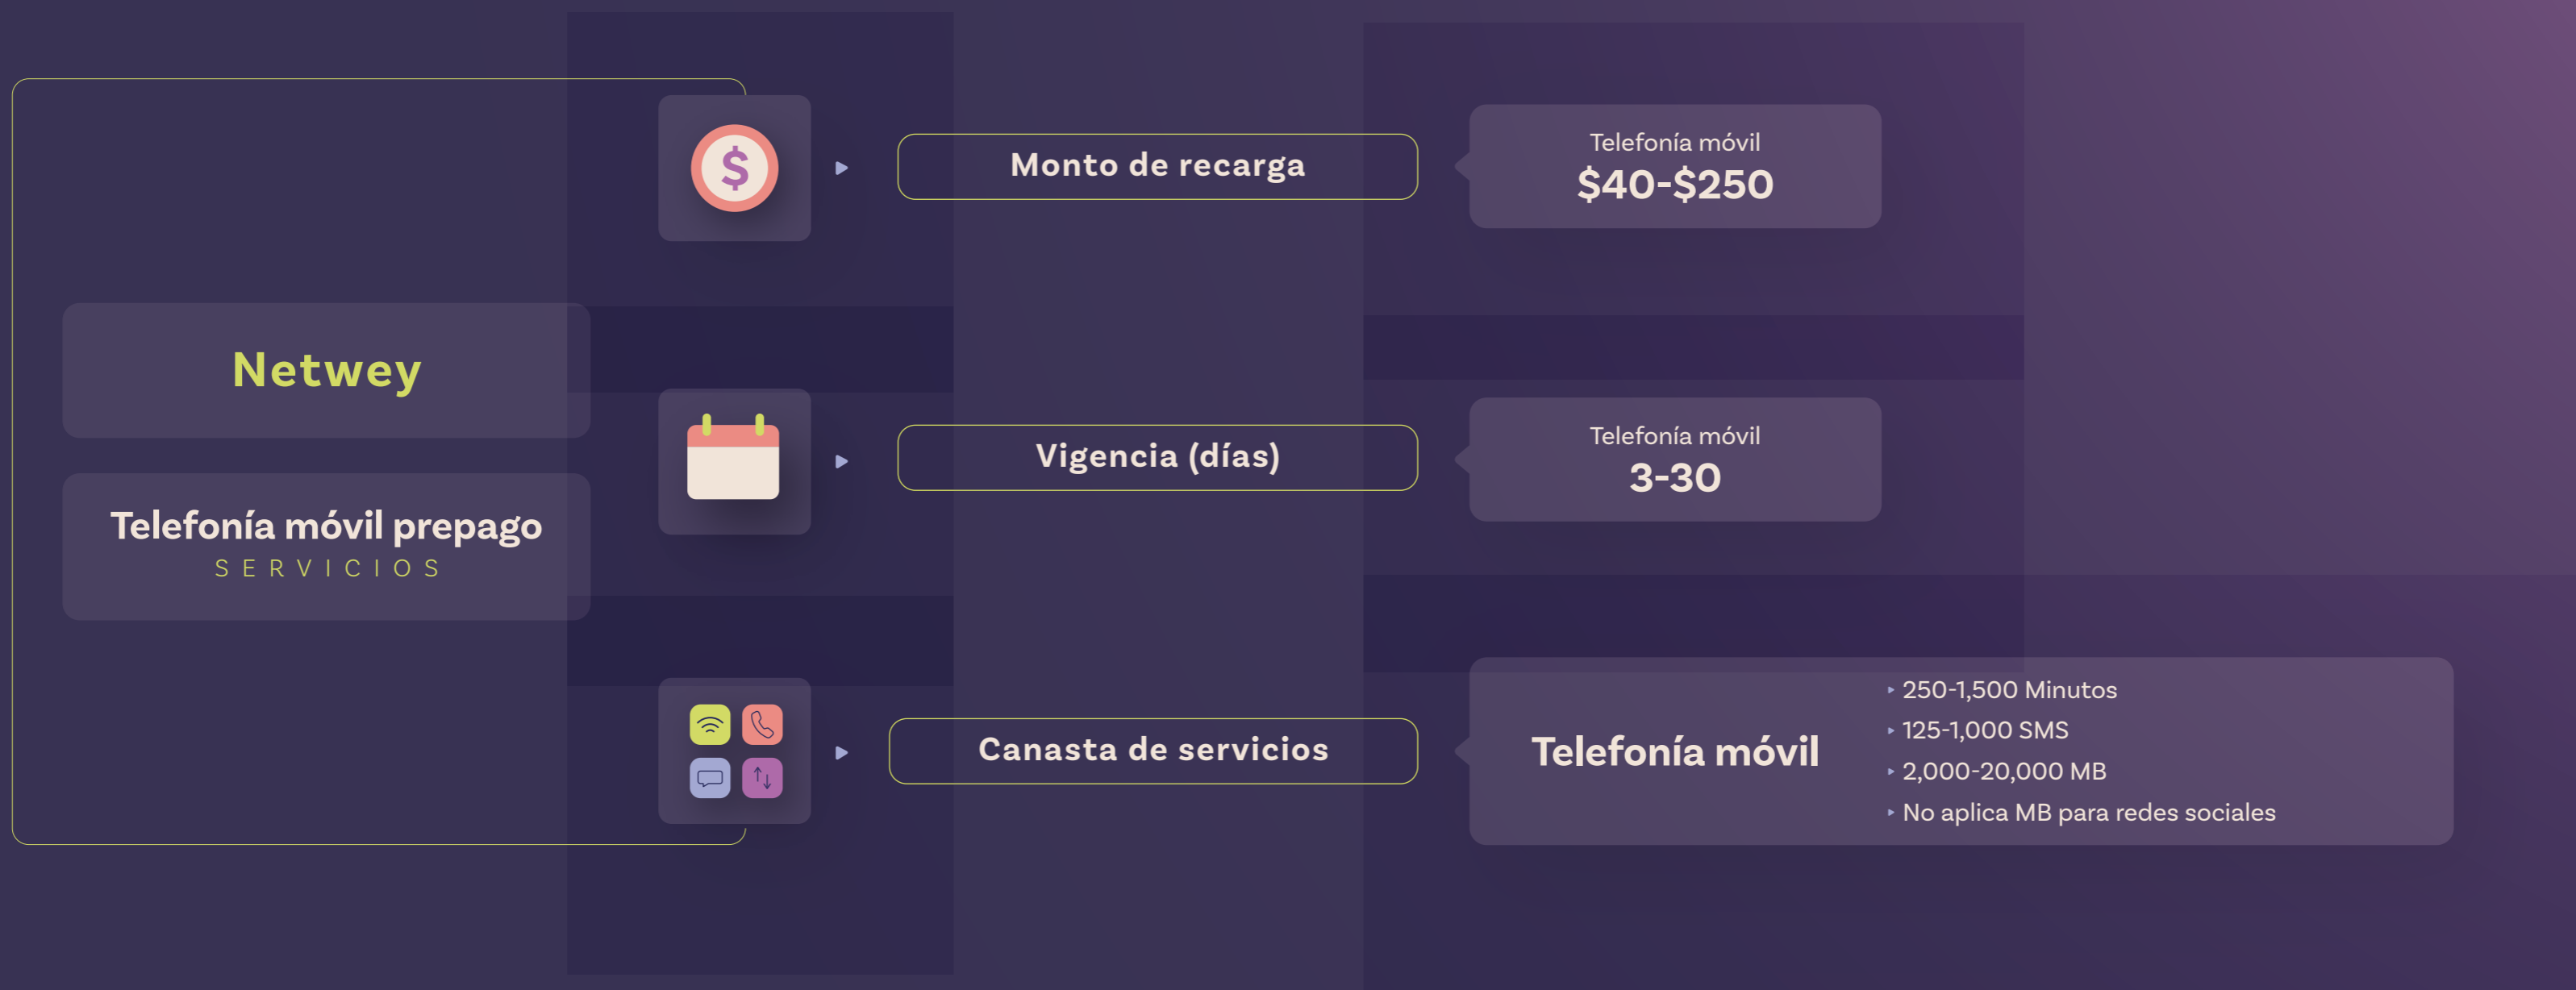 Netwey
Telefonía móvil prepago
SERVICIOS
$
Monto de recarga
Telefonía móvil
$40-$250
Vigencia (días)
Telefonía móvil
3-30
Canasta de servicios
Telefonía móvil
250-1,500 Minutos
125-1,000 SMS
2,000-20,000 MB
No aplica MB para redes sociales